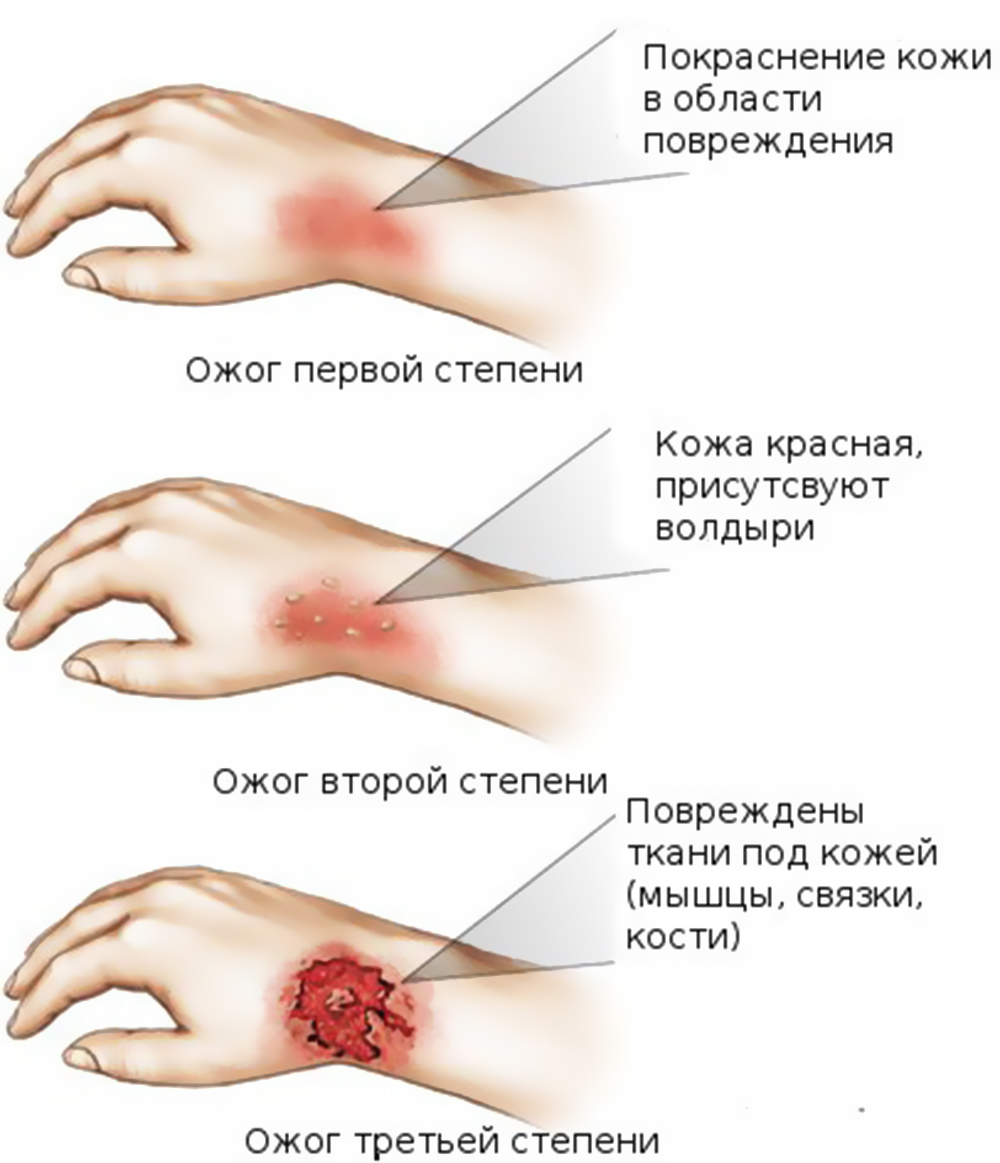 Покраснение кожи
в области
повреждения
Ожог первой степени
Кожа красная,
присутсвуют
волдыри
Ожог второй степени
Повреждены
ткани под кожей
(мышцы, связки,
кости)
Ожог третьей степени